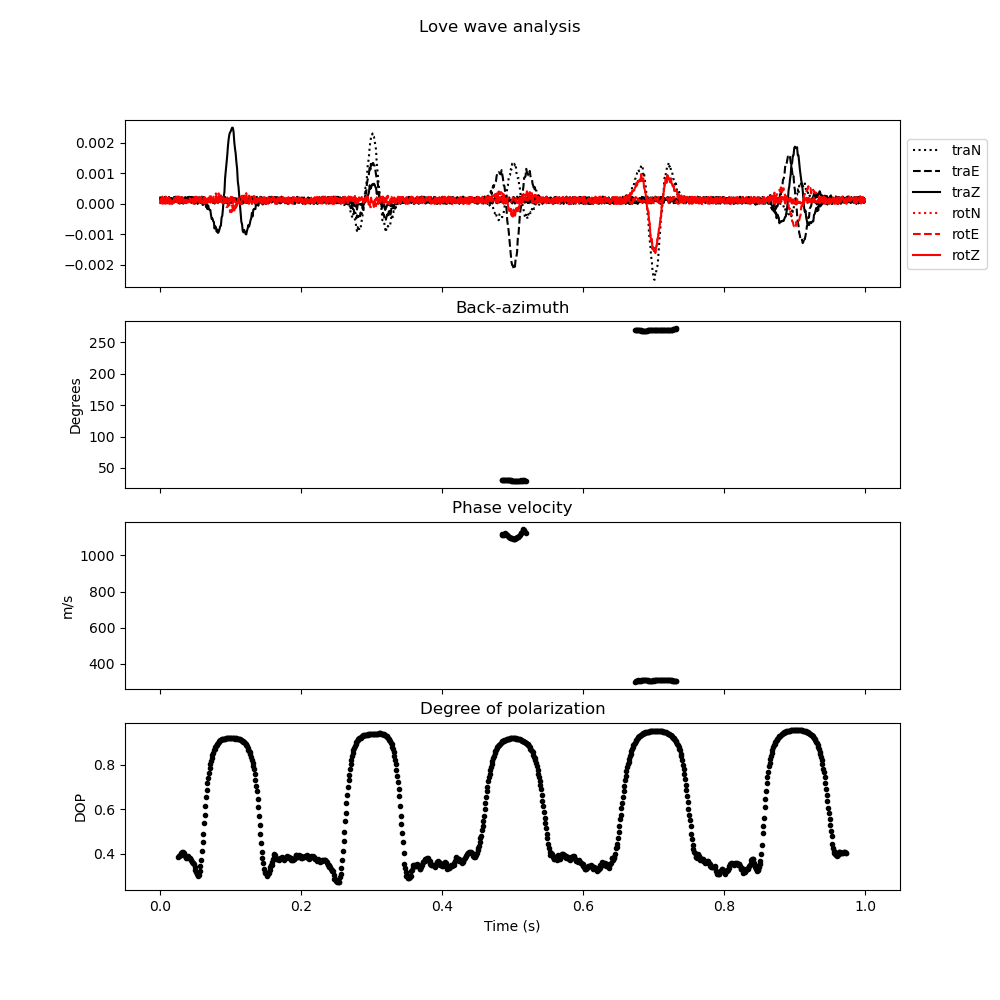 Love wave analysis
0.002
0.001
0.000
−0.001
−0.002
traN
traE
traZ
rotN
rotE
rotZ
Back-azimuth
250
200
150
100
50
Degrees
Phase velocity
1000
800
600
400
m/s
Degree of polarization
0.8
0.6
0.4
DOP
0.0 0.2 0.4 0.6 0.8 1.0
Time (s)